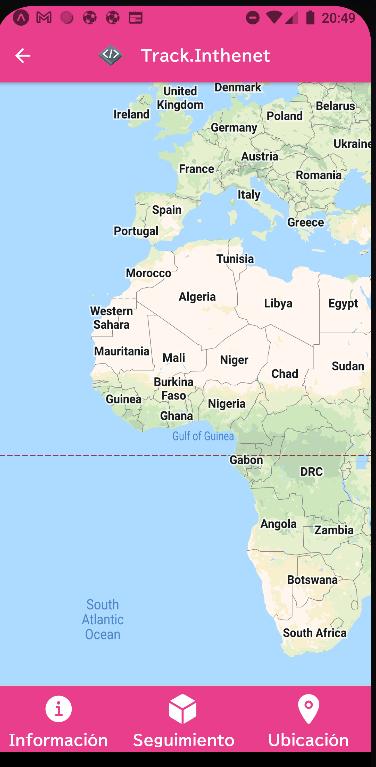 20:49
</> Track.Inthenet
Denmark
United
Kingdom
Belarus
Ireland
Poland
Germany
Ukraine
Austria
France
Romania
Italy
Spain
Greece
Portugal
Tunisia
Morocco
Algeria
Libya
Egypt
Western
Sahara
Mauritania
Mali
Niger
Sudan
Chad
Burkina
Faso
Guinea
Nigeria
Ghana
Gulf of Guinea
Gabon
DRC
Angola
Zambia
Botswana
South
Atlantic
Ocean
South Africa
Información Seguimiento Ubicación